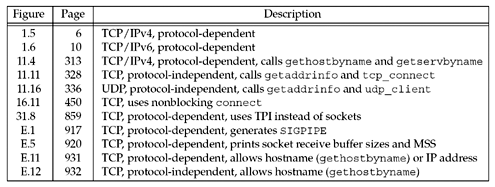 Figure Page Description
1.5 6 TCP/IPv4, protocol-dependent
1.6 10 TCP/IPv6, protocol-dependent
11.4 313 TCP/IPv4, protocol-dependent, calls gethostbyname and getservbyname
11.11 328 TCP, protocol-independent, calls getaddrinfo and tcp_connect
11.16 336 UDP, protocol-independent, calls getaddrinfo and udp_client
16.11 450 TCP, uses nonblocking connect
31.8 859 TCP, protocol-dependent, uses TPI instead of sockets
E.1 917 TCP, protocol-dependent, generates SIGPIPE
E.5 920 TCP, protocol-dependent, prints socket receive buffer sizes and MSS
E.11 931 TCP, protocol-dependent, allows hostname (gethostbyname) or IP address
E.12 932 TCP, protocol-independent, allows hostname (gethostbyname)